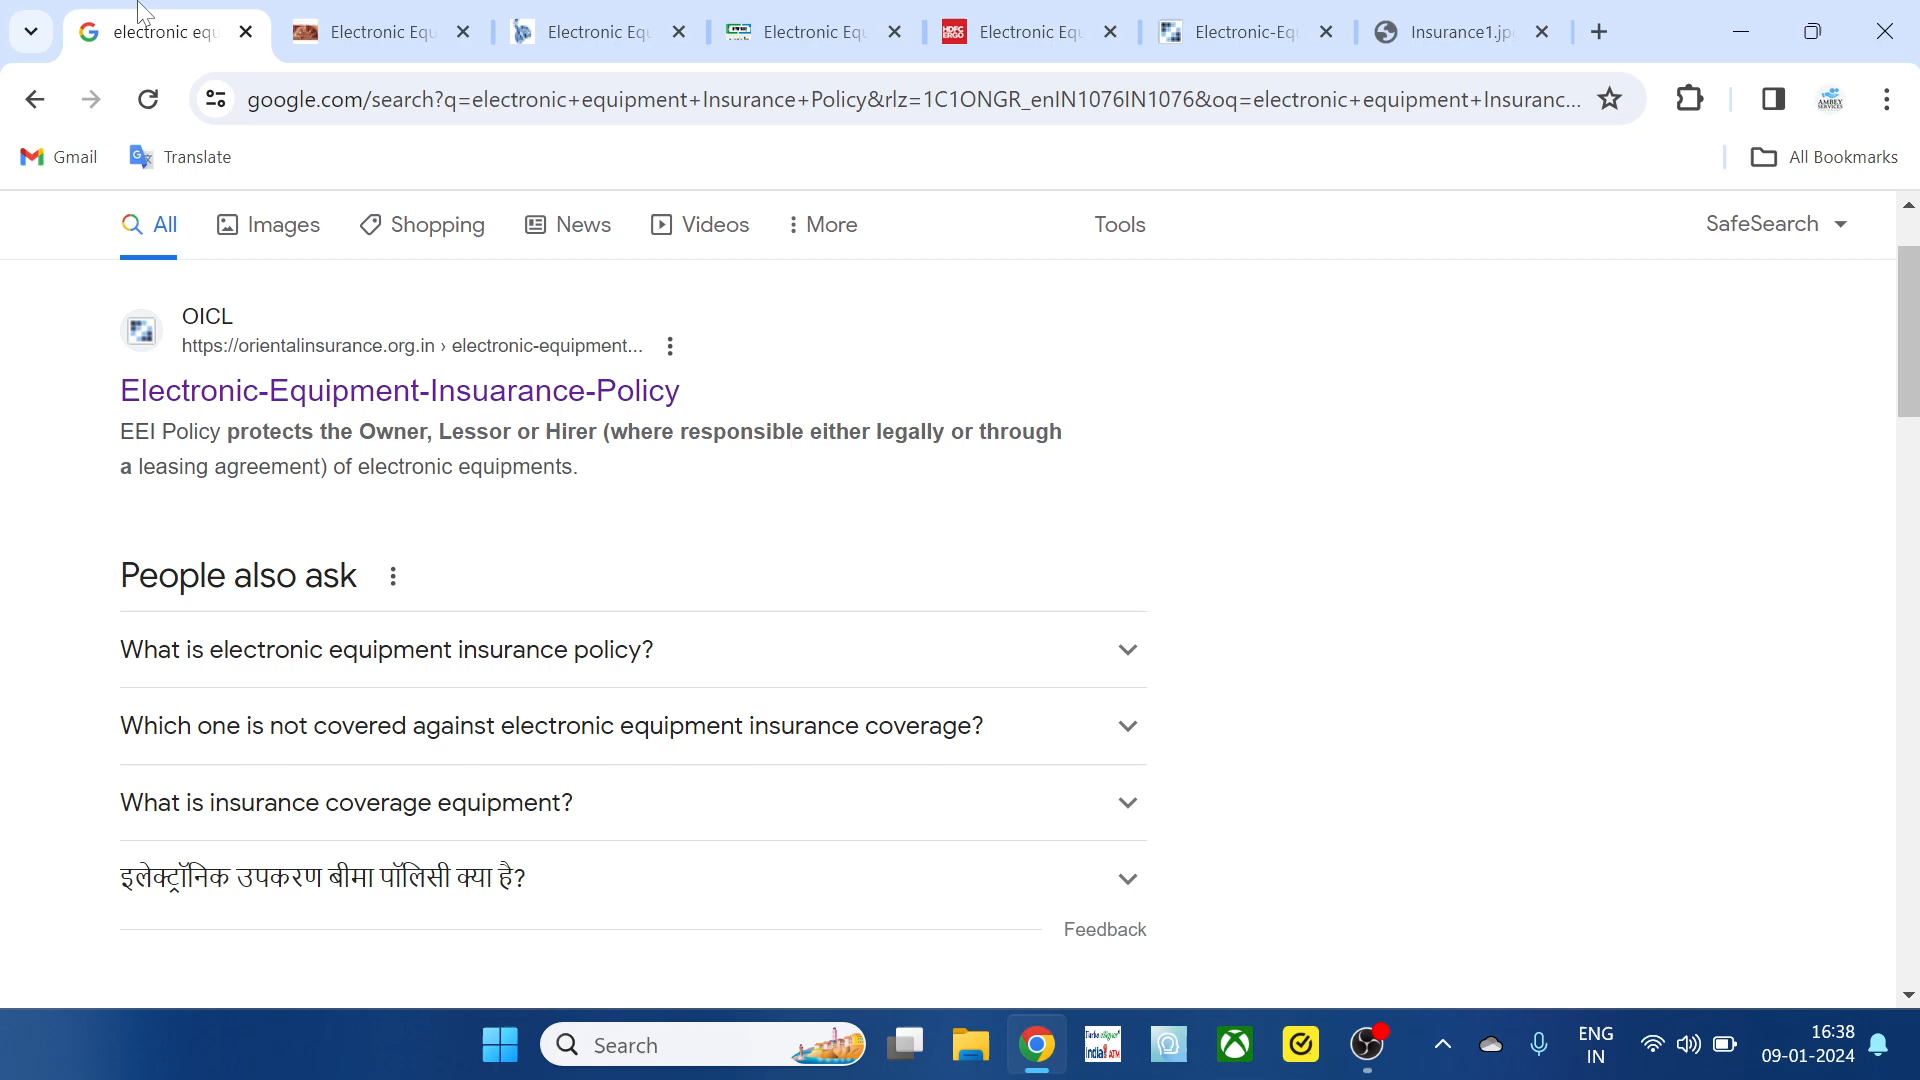 electronic equ
Electronic Equ
Electronic Equ
Electronic Equ
HDFC
ERGO
Electronic Equ
Electronic-Equ
Insurance1.jp
google.com/search?q=electronic+equipment+Insurance+Policy&rlz=1C1ONGR_enIN1076IN1076&oq=electronic+equipment+Insuranc...
AMBEY
SERVICES
Gmail
Translate
All Bookmarks
All
Images
Shopping
News
Videos
More
Tools
SafeSearch
OICL
https://orientalinsurance.org.in › electronic-equipment...
Electronic-Equipment-Insuarance-Policy
EEI Policy protects the Owner, Lessor or Hirer (where responsible either legally or through
a leasing agreement) of electronic equipments.
People also ask
What is electronic equipment insurance policy?
Which one is not covered against electronic equipment insurance coverage?
What is insurance coverage equipment?
इलेक्ट्रॉनिक उपकरण बीमा पॉलिसी क्या है?
Feedback
Search
ENG
IN
16:38
09-01-2024